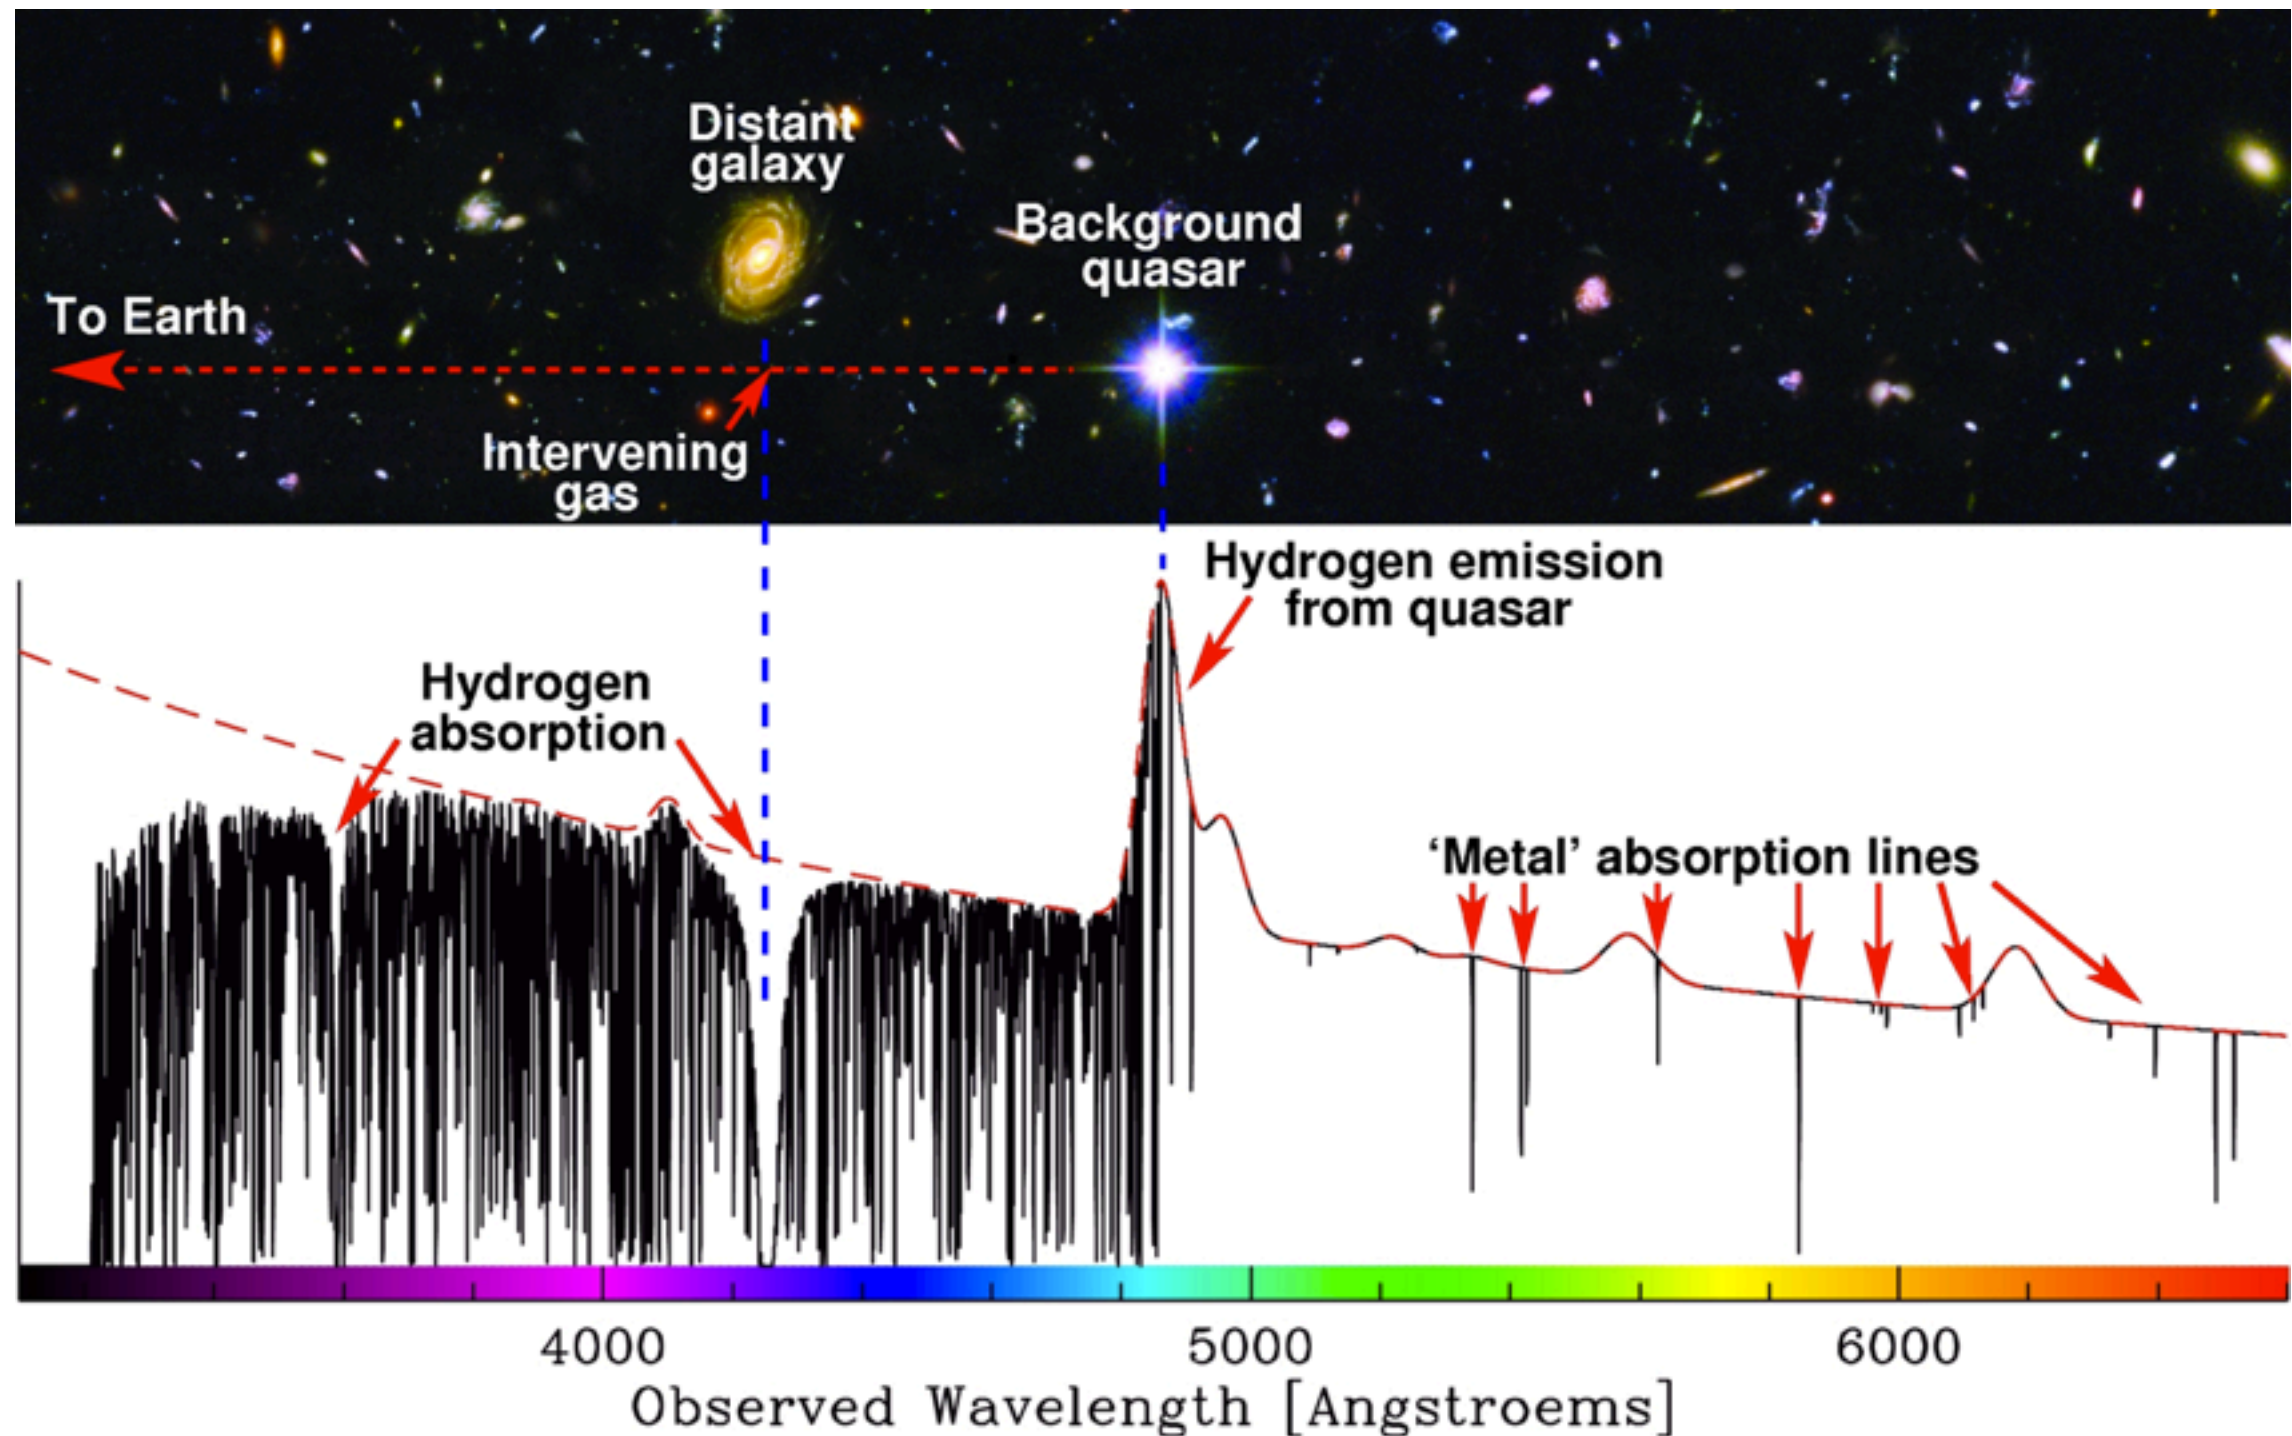 Distant
galaxy
Background
quasar
To Earth
Intervening
gas
Hydrogen emission
from quasar
Hydrogen
absorption
‘Metal’ absorption lines
4000
5000
6000
Observed Wavelength [Angstroems]